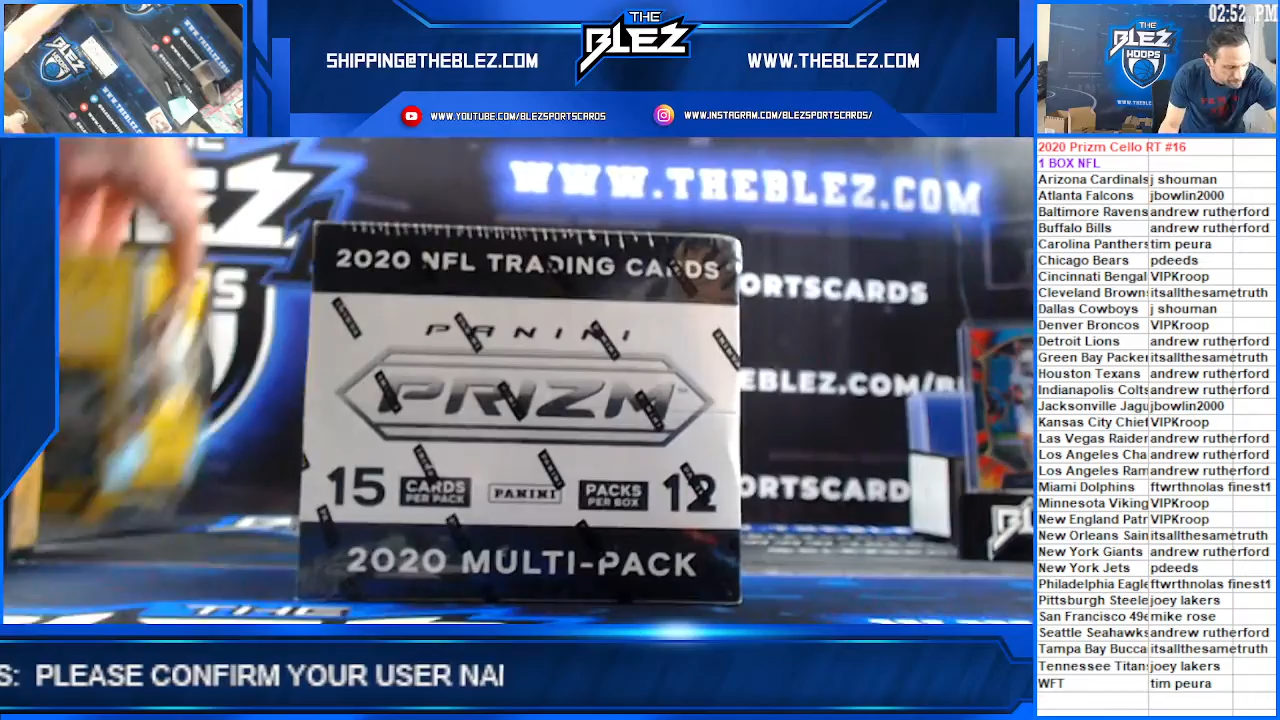 THE
BLEZ
SHIPPING@THEBLEZ.COM
WWW.THEBLEZ.COM
WWW.YOUTUBE.COM/BLEZSPORTSCARDS
WWW.INSTAGRAM.COM/BLEZSPORTSCARDS/
02:52 PM
THE
BLEZ
HOOPS
WWW.THEBLEZ.COM
ORTSCARDS
EBLEZ.COM/B
ORTSCARD
2020 NFL TRADING CARDS
PANINI
PRIZM
15 CARDS PER PACK PANINI PACKS PER BOX 12
2020 MULTI-PACK
S: PLEASE CONFIRM YOUR USER NAI
2020 Prizm Cello RT #16
1 BOX NFL
Arizona Cardinals j shouman
Atlanta Falcons jbowlin2000
Baltimore Ravens andrew rutherford
Buffalo Bills andrew rutherford
Carolina Panthers tim peura
Chicago Bears pdeeds
Cincinnati Bengal VIPKroop
Cleveland Browns itsallthesametruth
Dallas Cowboys j shouman
Denver Broncos VIPKroop
Detroit Lions andrew rutherford
Green Bay Packer itsallthesametruth
Houston Texans andrew rutherford
Indianapolis Colts andrew rutherford
Jacksonville Jagu jbowlin2000
Kansas City Chief VIPKroop
Las Vegas Raider andrew rutherford
Los Angeles Cha andrew rutherford
Los Angeles Ram andrew rutherford
Miami Dolphins ftwrthnolas finest1
Minnesota Viking VIPKroop
New England Patr VIPKroop
New Orleans Sain itsallthesametruth
New York Giants andrew rutherford
New York Jets pdeeds
Philadelphia Eagle ftwrthnolas finest1
Pittsburgh Steele joey lakers
San Francisco 49e mike rose
Seattle Seahawks andrew rutherford
Tampa Bay Bucca itsallthesametruth
Tennessee Titans joey lakers
WFT tim peura